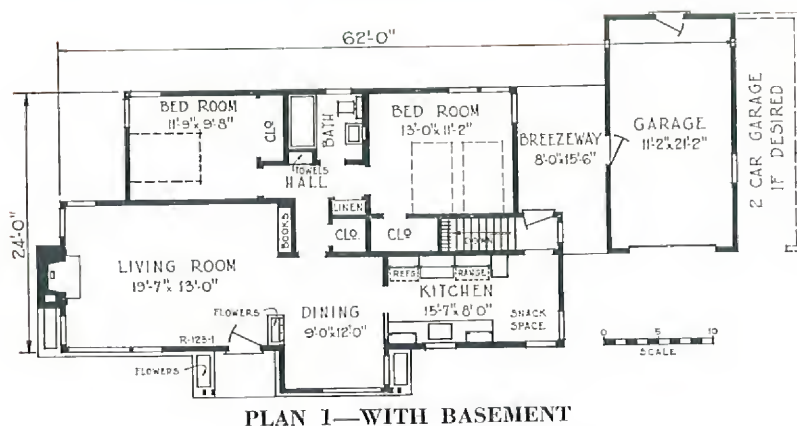 62'-0"
24'-0"
BED ROOM
11'-9" x 9'-8"
CLO
BATH
TOWELS
HALL
LINEN
BED ROOM
13'-0" x 11'-2"
BREEZEWAY
8'-0" x 15'-6"
GARAGE
11'-2" x 21'-2"
2 CAR GARAGE
IF DESIRED
BOOKS
CLO
CLO
DOWN
LIVING ROOM
19'-7" x 13'-0"
FLOWERS
R-123-1
FLOWERS
DINING
9'-0" x 12'-0"
REFG
RANGE
KITCHEN
15'-7" x 8'-0"
SNACK
SPACE
0 5 10
SCALE
PLAN 1—WITH BASEMENT